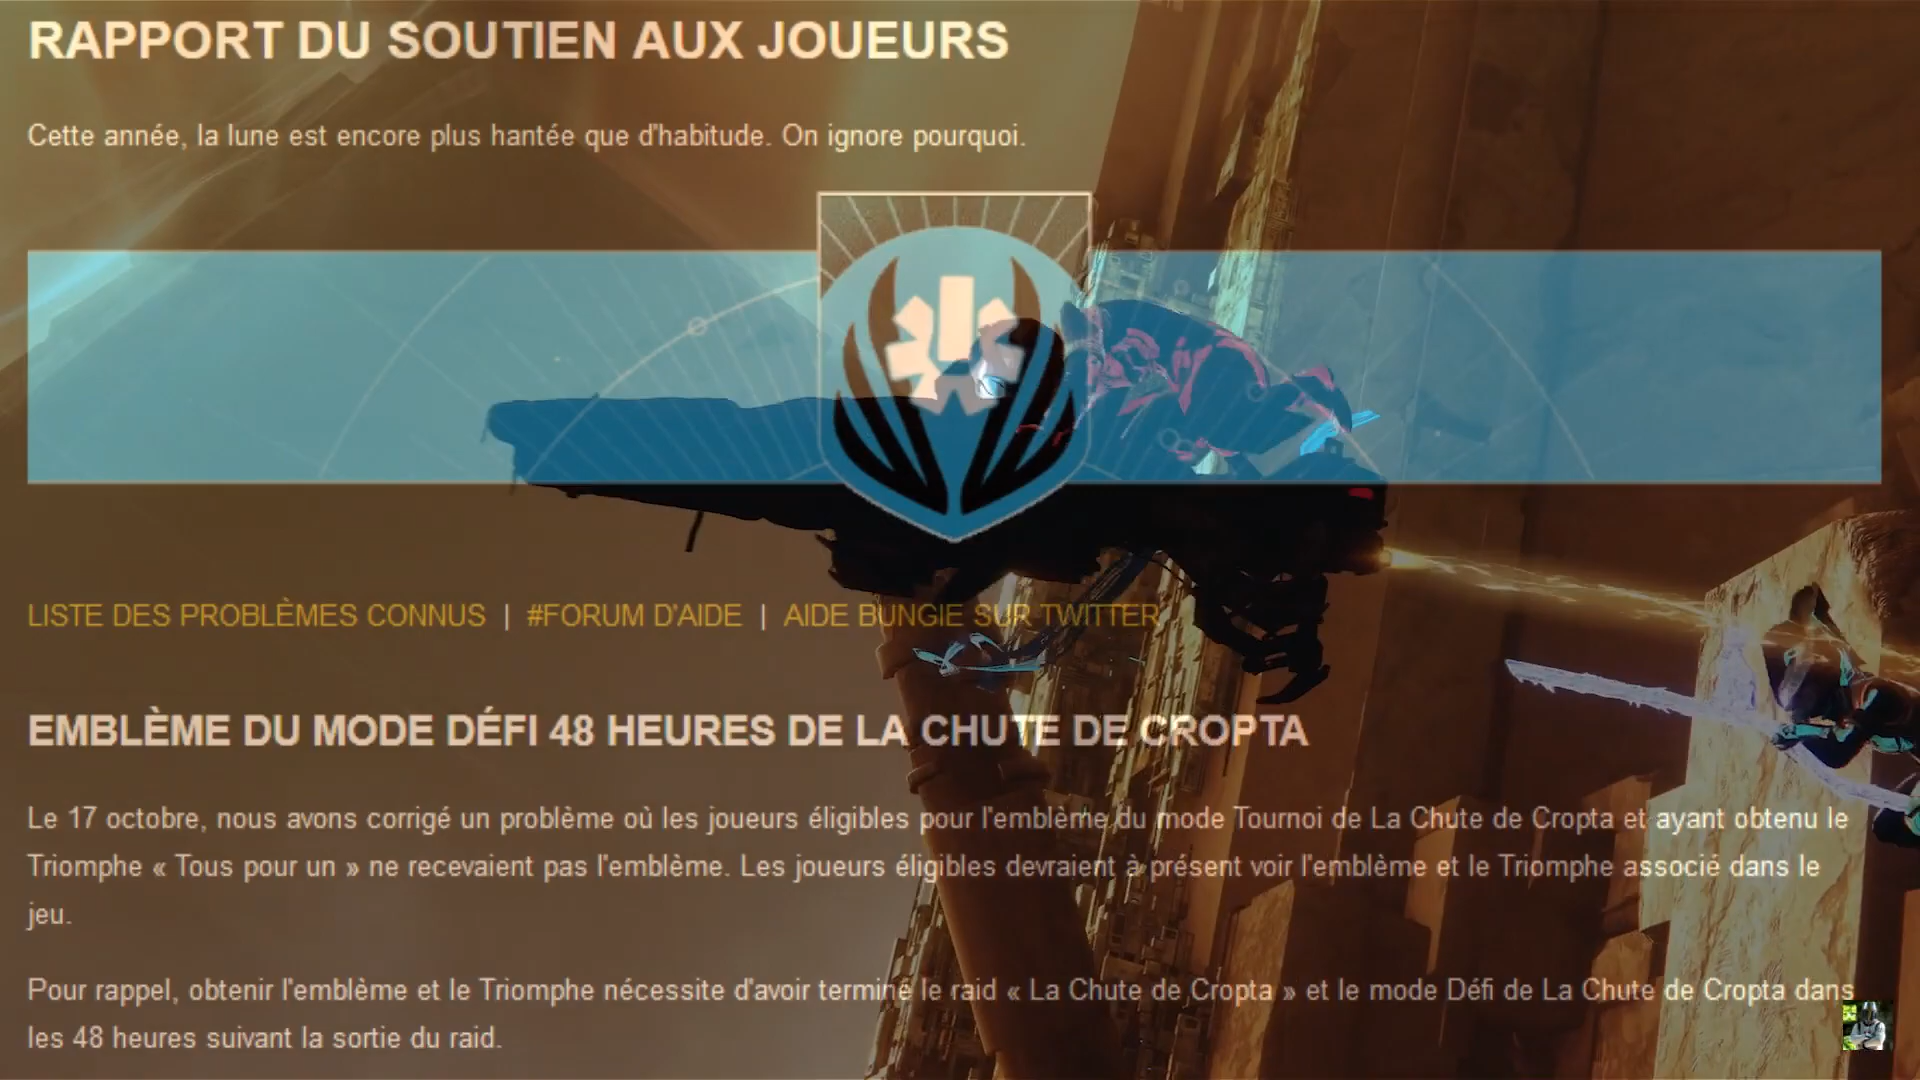 RAPPORT DU SOUTIEN AUX JOUEURS
Cette année, la lune est encore plus hantée que d'habitude. On ignore pourquoi.
LISTE DES PROBLÈMES CONNUS | #FORUM D'AIDE | AIDE BUNGIE SUR TWITTER
EMBLÈME DU MODE DÉFI 48 HEURES DE LA CHUTE DE CROPTA
Le 17 octobre, nous avons corrigé un problème où les joueurs éligibles pour l'emblème du mode Tournoi de La Chute de Cropta et ayant obtenu le
Triomphe « Tous pour un » ne recevaient pas l'emblème. Les joueurs éligibles devraient à présent voir l'emblème et le Triomphe associé dans le
jeu.
Pour rappel, obtenir l'emblème et le Triomphe nécessite d'avoir terminé le raid « La Chute de Cropta » et le mode Défi de La Chute de Cropta dans
les 48 heures suivant la sortie du raid.